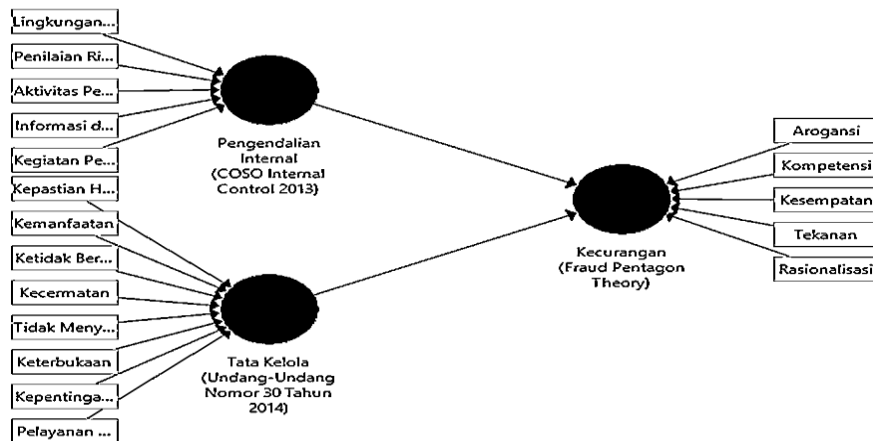 Lingkungan...
Penilaian Ri...
Aktivitas Pe...
Informasi d...
Kegiatan Pe...
Pengendalian
Internal
(COSO Internal
Control 2013)
Kepastian H...
Kemanfaatan
Ketidak Ber...
Kecermatan
Tidak Meny...
Keterbukaan
Kepentinga...
Pelayanan ...
Tata Kelola
(Undang-Undang
Nomor 30 Tahun
2014)
Arogansi
Kompetensi
Kesempatan
Tekanan
Rasionalisasi
Kecurangan
(Fraud Pentagon
Theory)